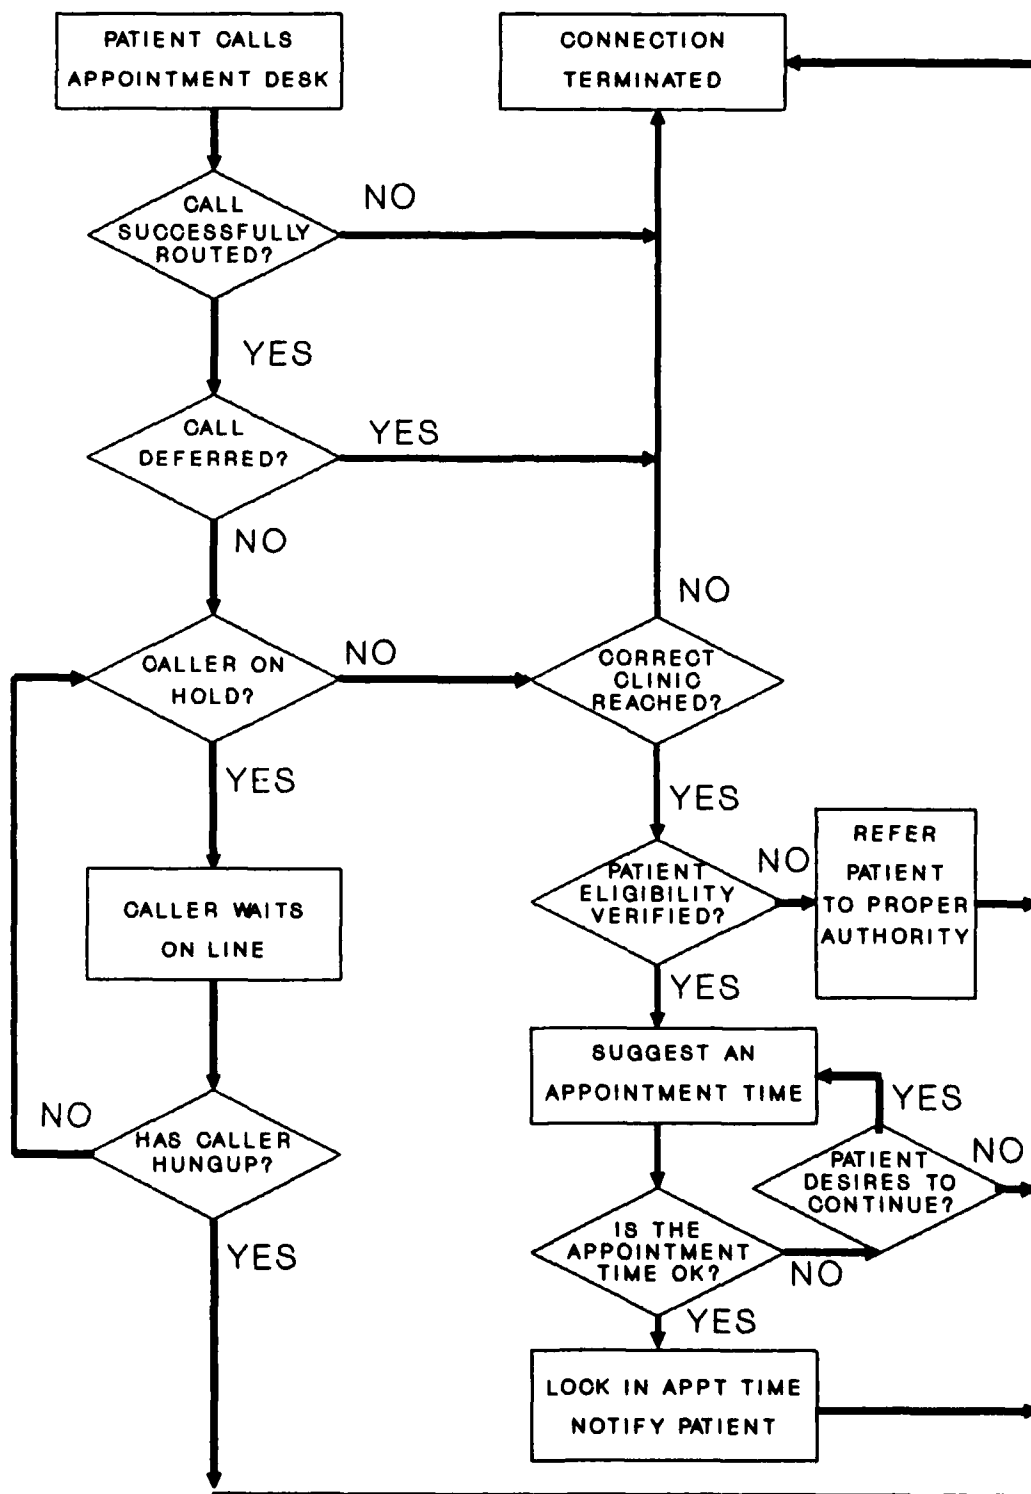 PATIENT CALLS
APPOINTMENT DESK
CONNECTION
TERMINATED
CALL
SUCCESSFULLY
ROUTED?
NO
YES
CALL
DEFERRED?
YES
NO
CALLER ON
HOLD?
NO
YES
CORRECT
CLINIC
REACHED?
NO
YES
CALLER WAITS
ON LINE
PATIENT
ELIGIBILITY
VERIFIED?
NO
YES
REFER
PATIENT
TO PROPER
AUTHORITY
SUGGEST AN
APPOINTMENT TIME
HAS CALLER
HUNGUP?
NO
YES
PATIENT
DESIRES TO
CONTINUE?
YES
NO
IS THE
APPOINTMENT
TIME OK?
NO
YES
LOOK IN APPT TIME
NOTIFY PATIENT